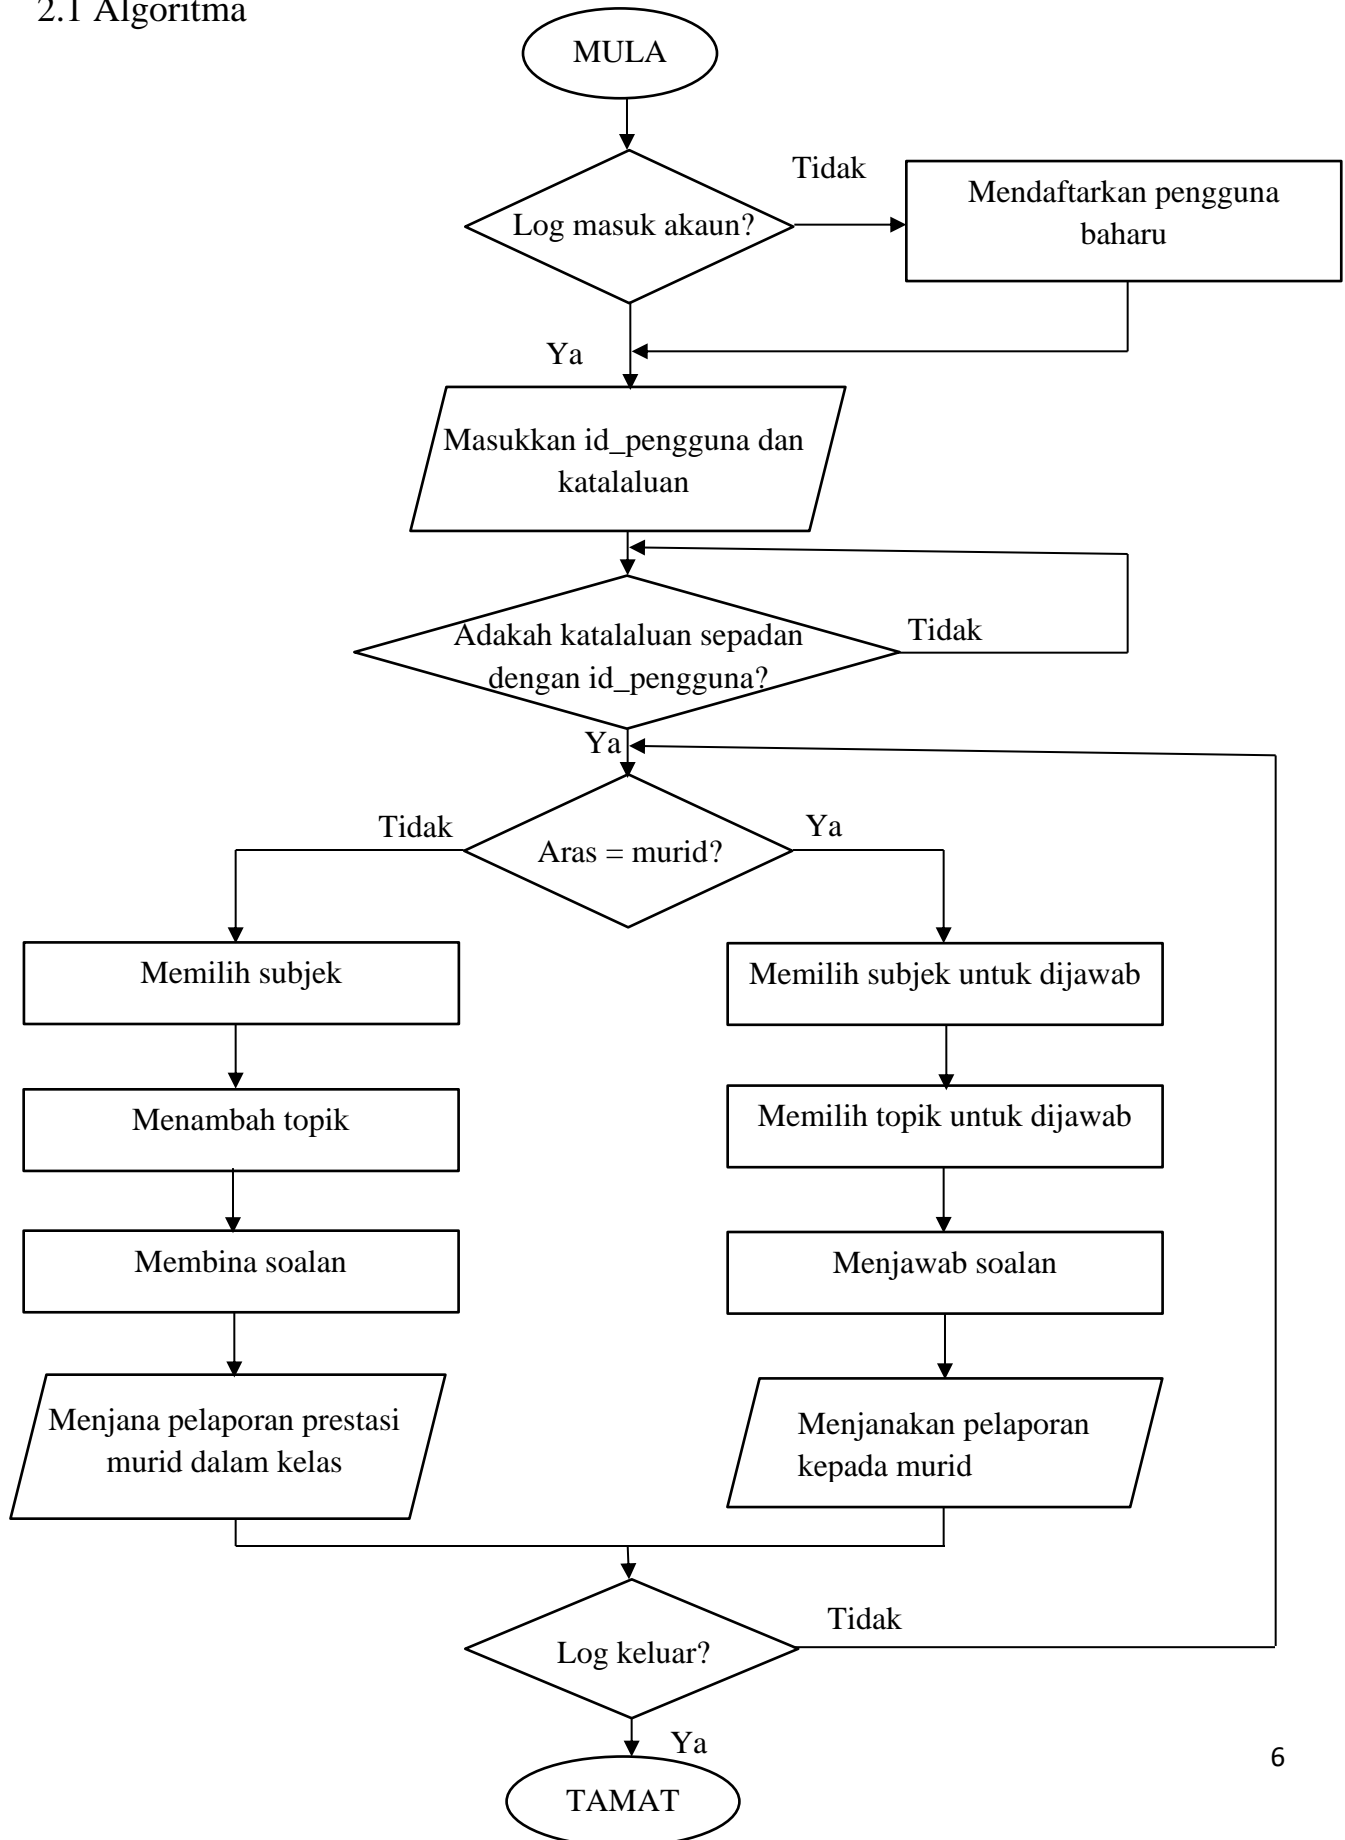 2.1 Algoritma
MULA
Tidak
Log masuk akaun?
Mendaftarkan pengguna
baharu
Ya
Masukkan id_pengguna dan
katalaluan
Adakah katalaluan sepadan
dengan id_pengguna?
Tidak
Ya
Tidak
Aras = murid?
Ya
Memilih subjek
Memilih subjek untuk dijawab
Menambah topik
Memilih topik untuk dijawab
Membina soalan
Menjawab soalan
Menjana pelaporan prestasi
murid dalam kelas
Menjanakan pelaporan
kepada murid
Log keluar?
Tidak
Ya
TAMAT
6